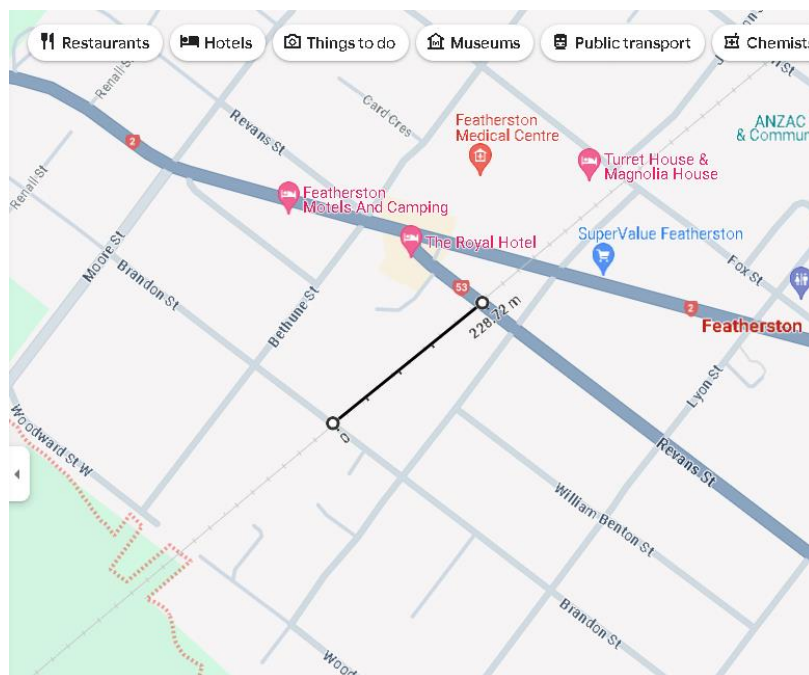 Restaurants
Hotels
Things to do
Museums
Public transport
Chemists
Renall St
Card Cres
Revans St
2
Featherston
Medical Centre
ANZAC
& Commun
Turret House &
Magnolia House
Renall St
Featherston
Motels And Camping
The Royal Hotel
SuperValue Featherston
Moore St
Brandon St
Fox St
53
228.72 m
2
Featherston
Bethune St
Lyon St
0
Woodward St W
Revans St
William Benton St
Brandon St
Wood